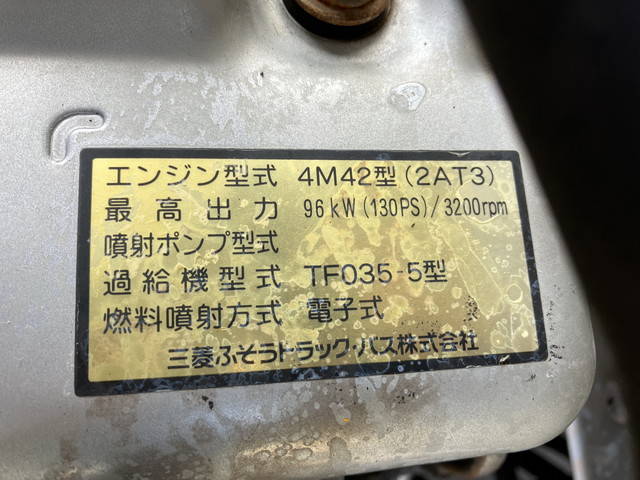 エンジン型式 4M42型(2AT3)
最高出力 96kW(130PS)/3200rpm
噴射ポンプ型式
過給機型式 TF035-5型
燃料噴射方式 電子式
三菱ふそうトラック・バス株式会社